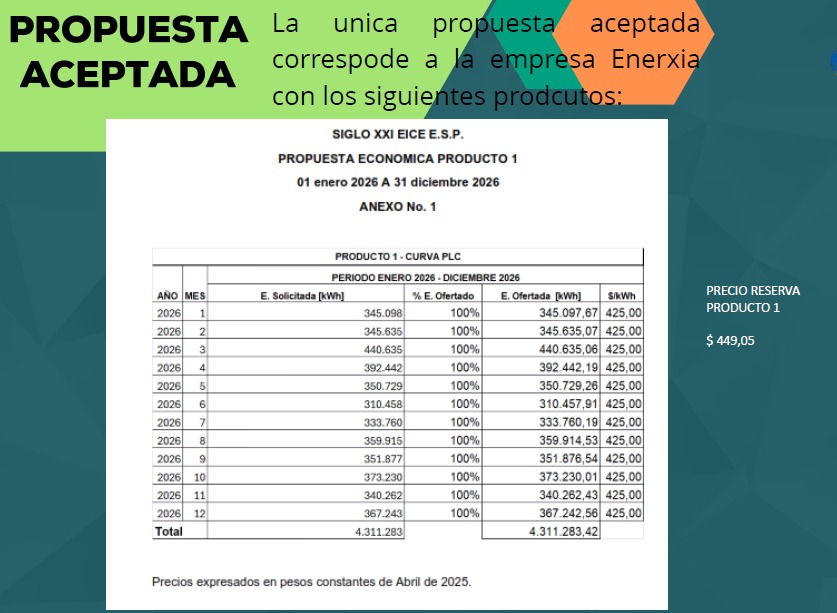 PROPUESTA
ACEPTADA
La unica propuesta aceptada
correspode a la empresa Enerxia
con los siguientes prodcutos:
SIGLO XXI EICE E.S.P.
PROPUESTA ECONOMICA PRODUCTO 1
01 enero 2026 A 31 diciembre 2026
ANEXO No. 1
PRODUCTO 1 - CURVA PLC
PERIODO ENERO 2026 - DICIEMBRE 2026
AÑO MES E. Solicitada [kWh] % E. Ofertado E. Ofertada [kWh] $/kWh
2026 1 345.098 100% 345.097,67 425,00
2026 2 345.635 100% 345.635,07 425,00
2026 3 440.635 100% 440.635,06 425,00
2026 4 392.442 100% 392.442,19 425,00
2026 5 350.729 100% 350.729,26 425,00
2026 6 310.458 100% 310.457,91 425,00
2026 7 333.760 100% 333.760,19 425,00
2026 8 359.915 100% 359.914,53 425,00
2026 9 351.877 100% 351.876,54 425,00
2026 10 373.230 100% 373.230,01 425,00
2026 11 340.262 100% 340.262,43 425,00
2026 12 367.243 100% 367.242,56 425,00
Total 4.311.283 4.311.283,42
Precios expresados en pesos constantes de Abril de 2025.
PRECIO RESERVA
PRODUCTO 1
$ 449,05